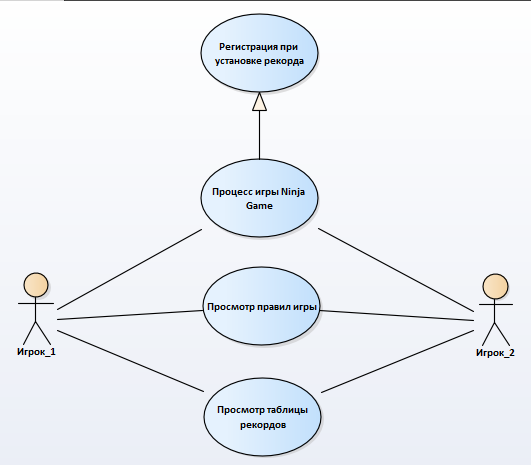 Регистрация при
установке рекорда
Процесс игры Ninja
Game
Просмотр правил игры
Игрок_1
Игрок_2
Просмотр таблицы
рекордов